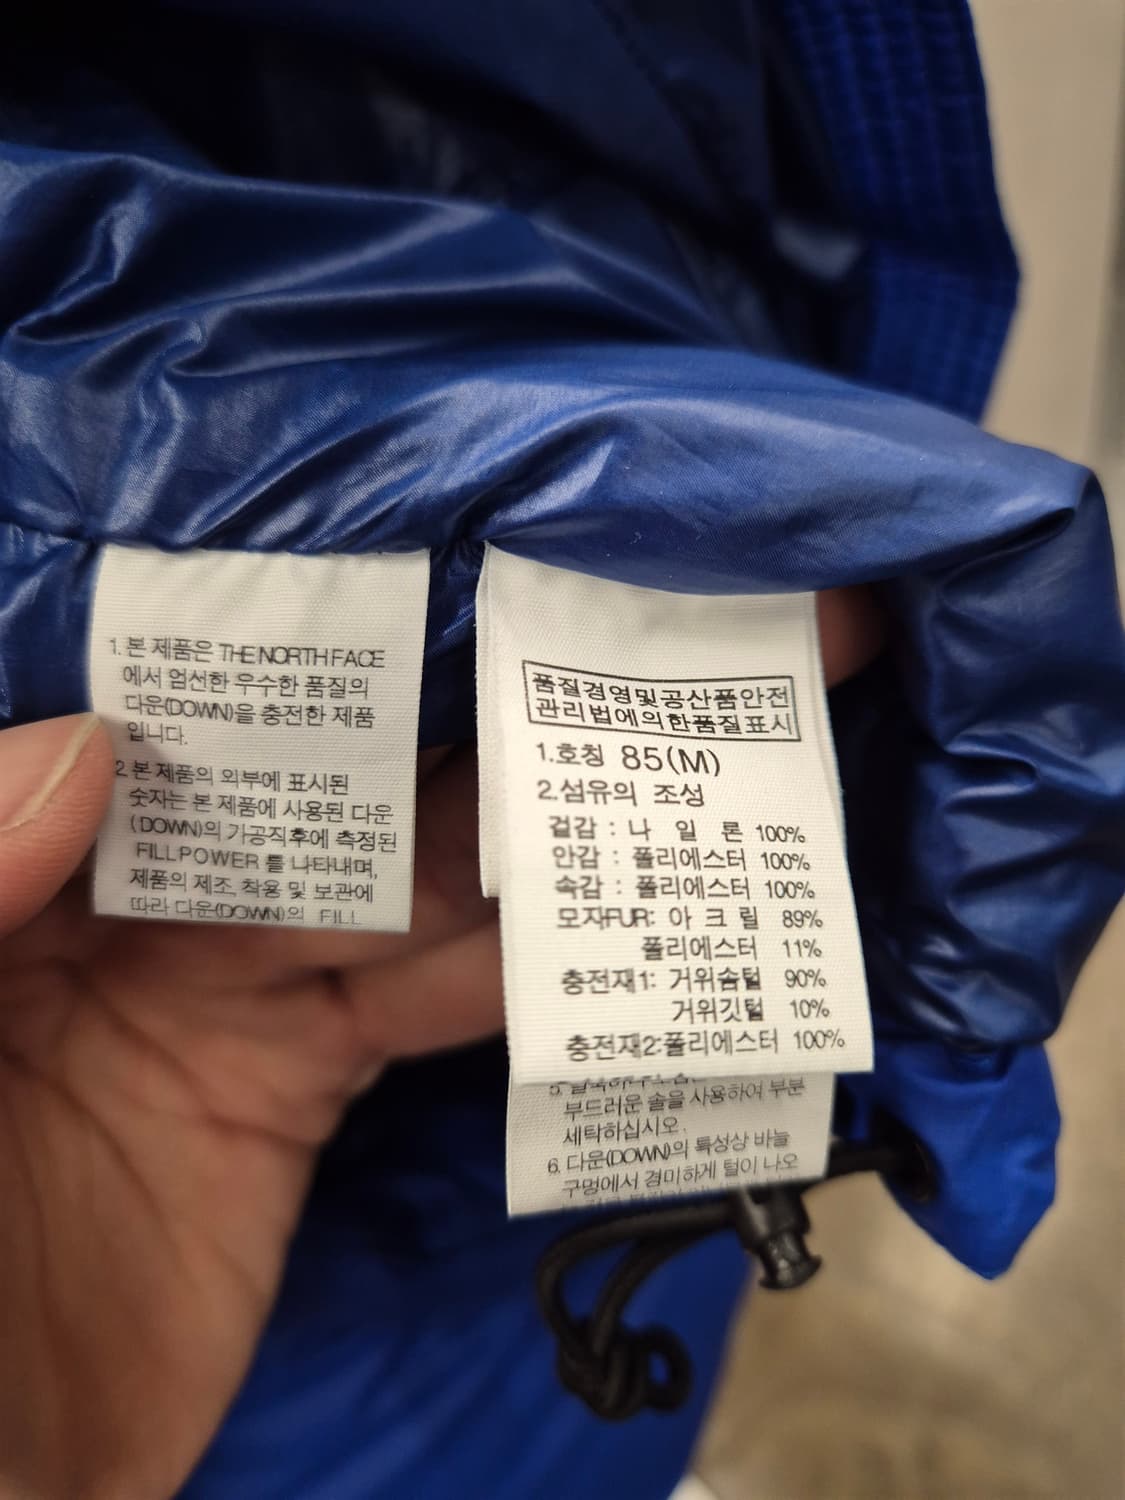 1. 본 제품은 THE NORTH FACE
에서 엄선한 우수한 품질의
다운(DOWN)을 충전한 제품
입니다.
2. 본 제품의 외부에 표시된
숫자는 본 제품에 사용된 다운
(DOWN)의 가공직후에 측정된
FILL POWER 를 나타내며,
제품의 제조, 착용 및 보관에
따라 다운(DOWN)의 FILL
품질경영및공산품안전
관리법에의한품질표시
1.호칭 85(M)
2.섬유의 조성
겉감 : 나 일 론 100%
안감 : 폴리에스터 100%
속감 : 폴리에스터 100%
모자FUR: 아 크 릴 89%
폴리에스터 11%
충전재1: 거위솜털 90%
거위깃털 10%
충전재2:폴리에스터 100%
5.
부드러운 솔을 사용하여 부분
세탁하십시오.
6. 다운(DOWN)의 특성상 바늘
구멍에서 경미하게 털이 나오